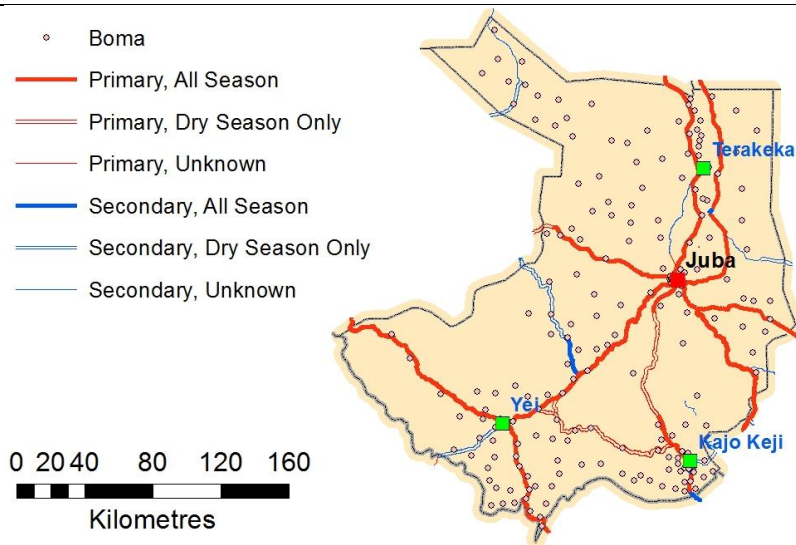 Boma
Primary, All Season
Primary, Dry Season Only
Primary, Unknown
Secondary, All Season
Secondary, Dry Season Only
Secondary, Unknown
0 20 40 80 120 160
Kilometres
Terakeka
Juba
Yei
Kajo Keji